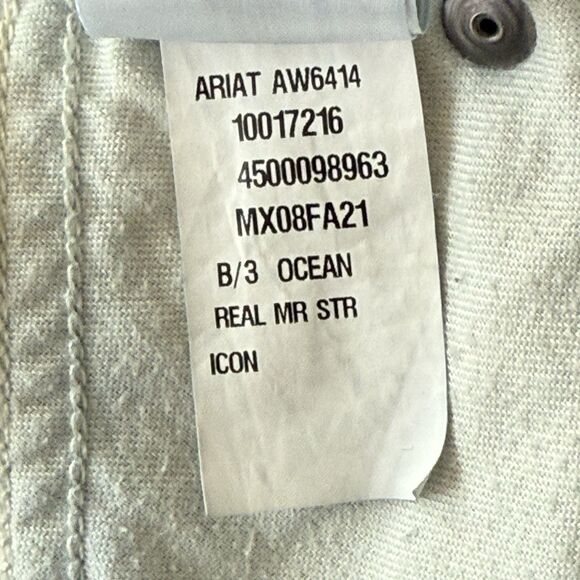 ARIAT AW6414
10017216
4500098963
MX08FA21
B/3 OCEAN
REAL MR STR
ICON